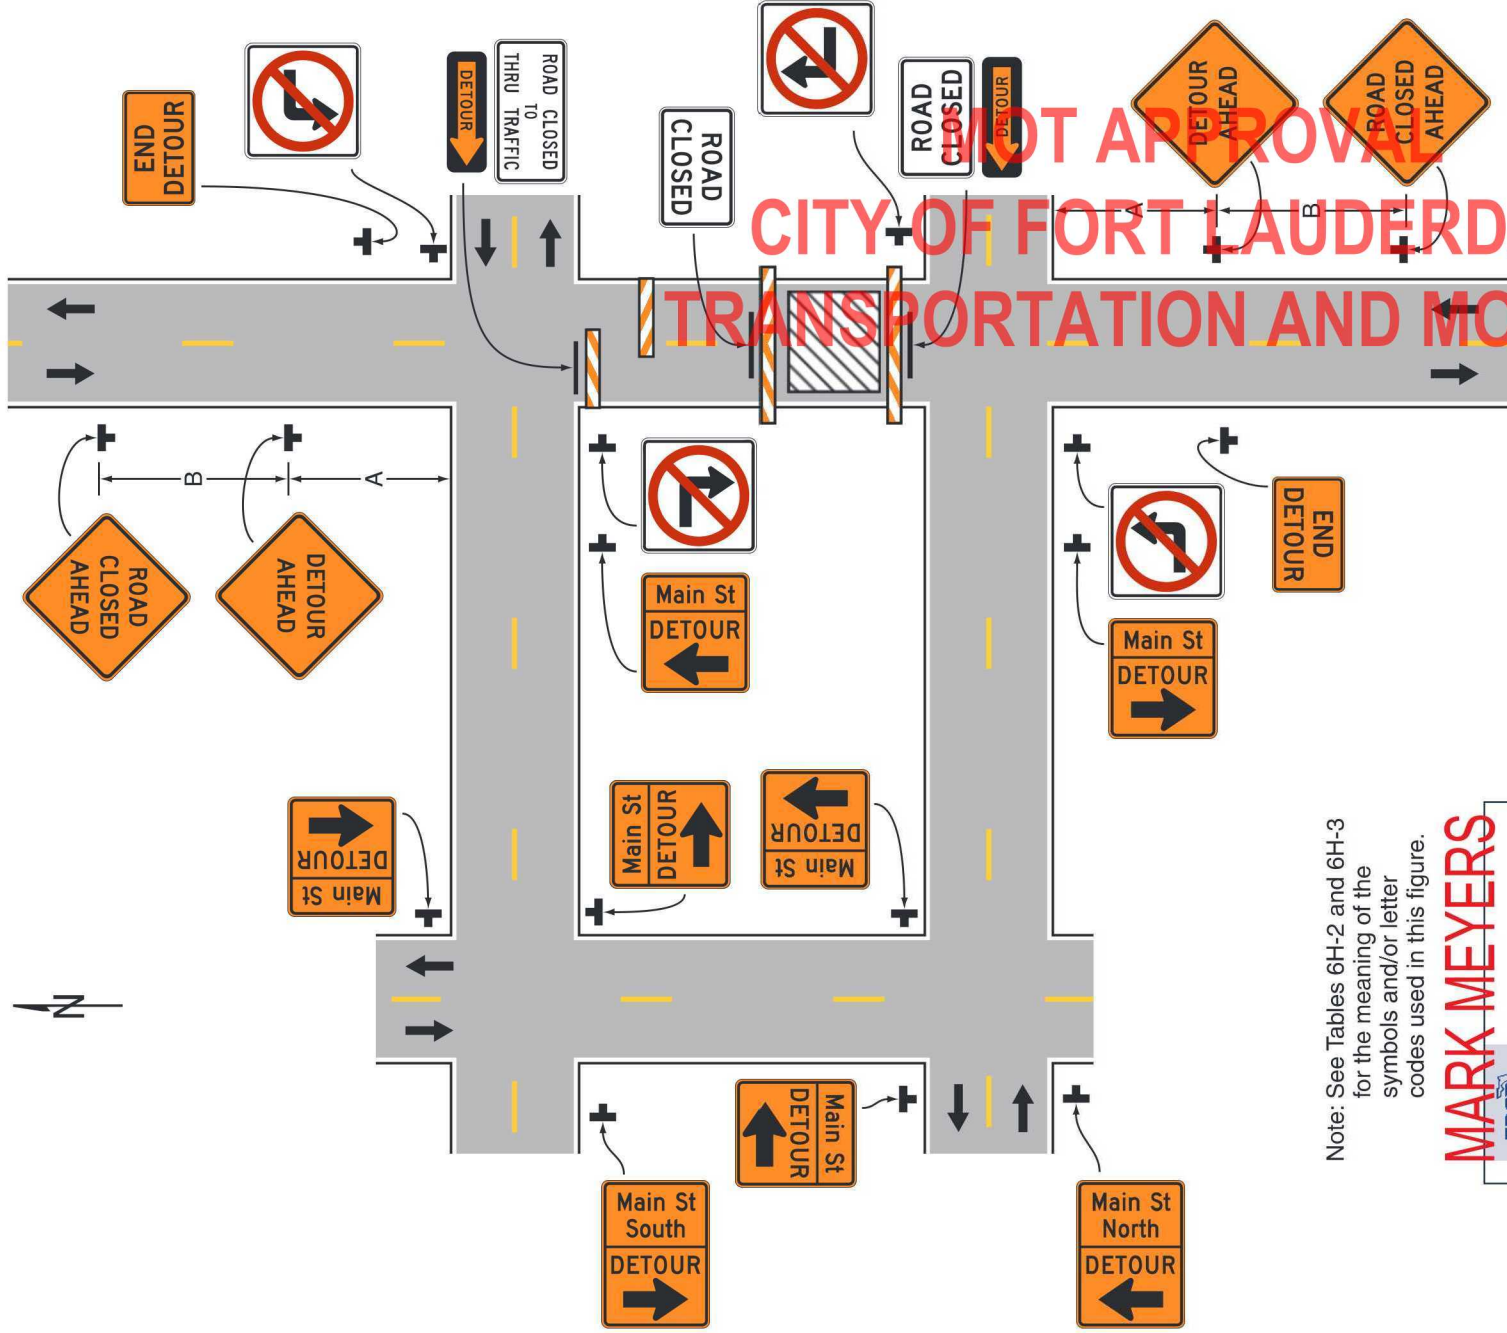 END
DETOUR
DETOUR
ROAD CLOSED
TO
THRU TRAFFIC
ROAD
CLOSED
ROAD
CLOSED
DETOUR
DETOUR
AHEAD
ROAD
CLOSED
AHEAD
MOT APPROVAL
CITY OF FORT LAUDERD
TRANSPORTATION AND MO
A
B
B
A
ROAD
CLOSED
AHEAD
DETOUR
AHEAD
Main St
DETOUR
END
DETOUR
Main St
DETOUR
Main St
DETOUR
Main St
DETOUR
Main St
DETOUR
N
Main St
DETOUR
Main St
South
DETOUR
Main St
North
DETOUR
Note: See Tables 6H-2 and 6H-3
for the meaning of the
symbols and/or letter
codes used in this figure.
MARK MEYERS